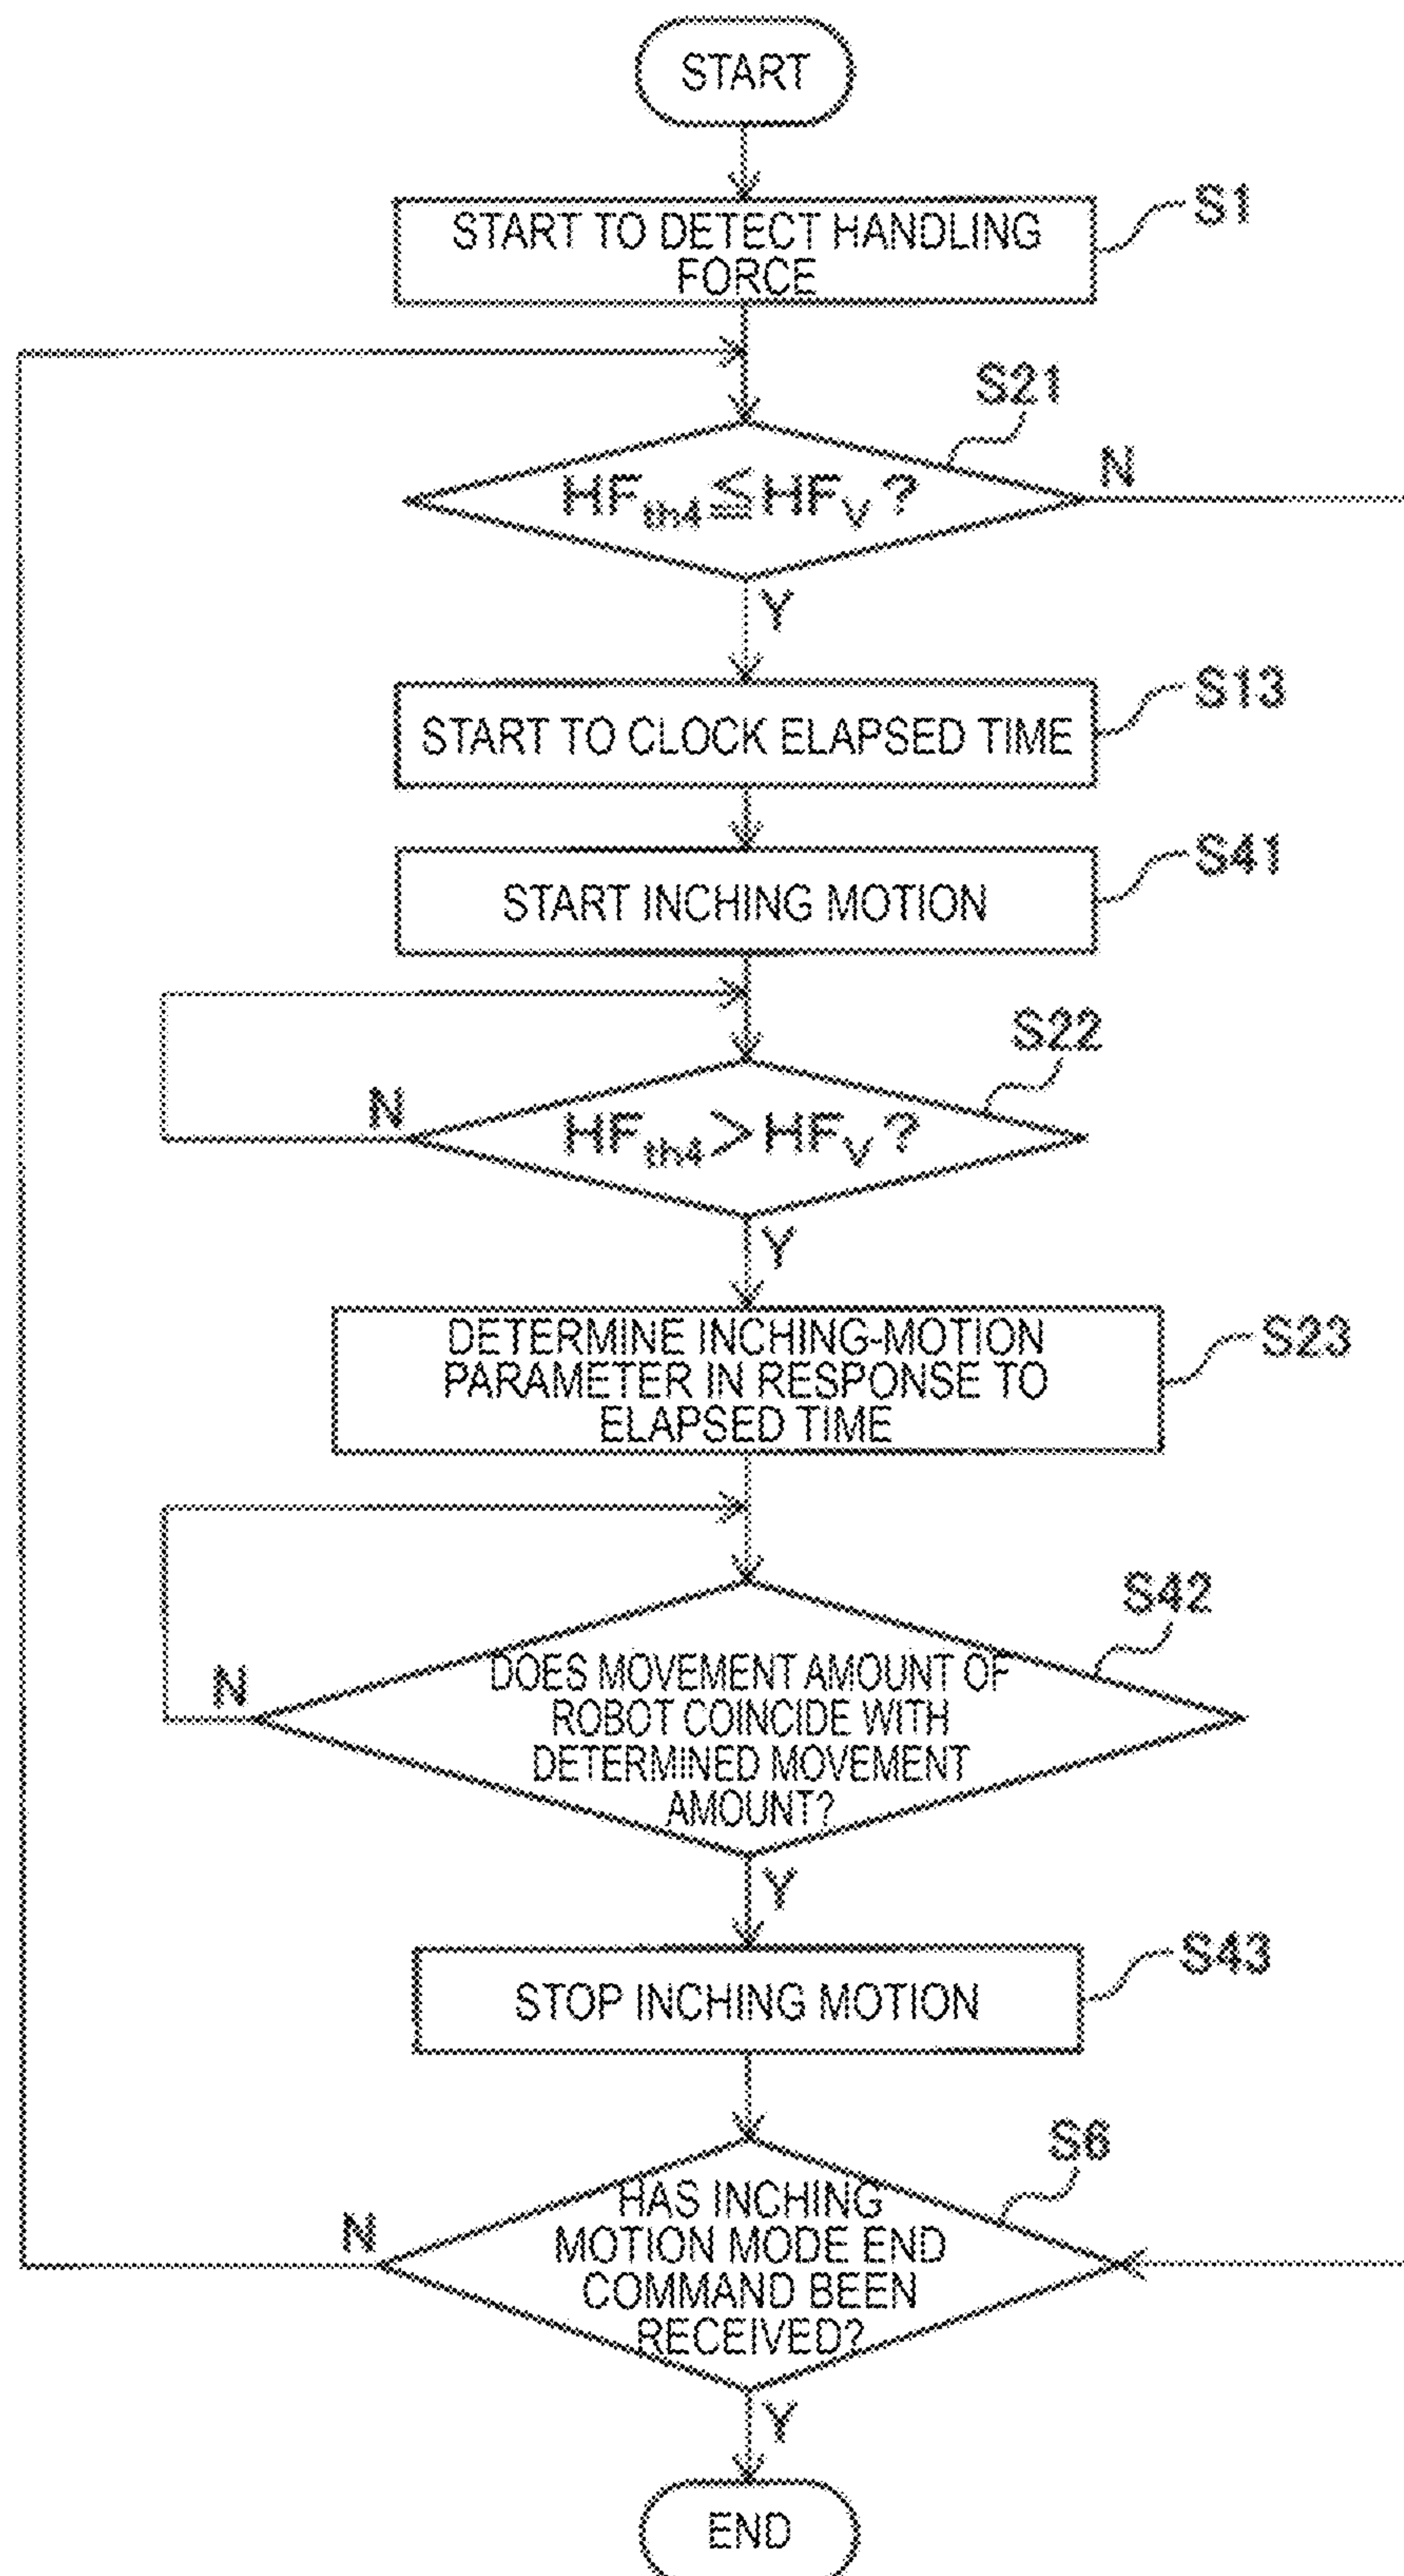 START
START TO DETECT HANDLING
FORCE
S1
S21
HFth4≦HFV?
N
Y
START TO CLOCK ELAPSED TIME
S13
START INCHING MOTION
S41
S22
HFth4>HFV?
N
Y
DETERMINE INCHING-MOTION
PARAMETER IN RESPONSE TO
ELAPSED TIME
S23
S42
DOES MOVEMENT AMOUNT OF
ROBOT COINCIDE WITH
DETERMINED MOVEMENT
AMOUNT?
N
Y
STOP INCHING MOTION
S43
S6
HAS INCHING
MOTION MODE END
COMMAND BEEN
RECEIVED?
N
Y
END